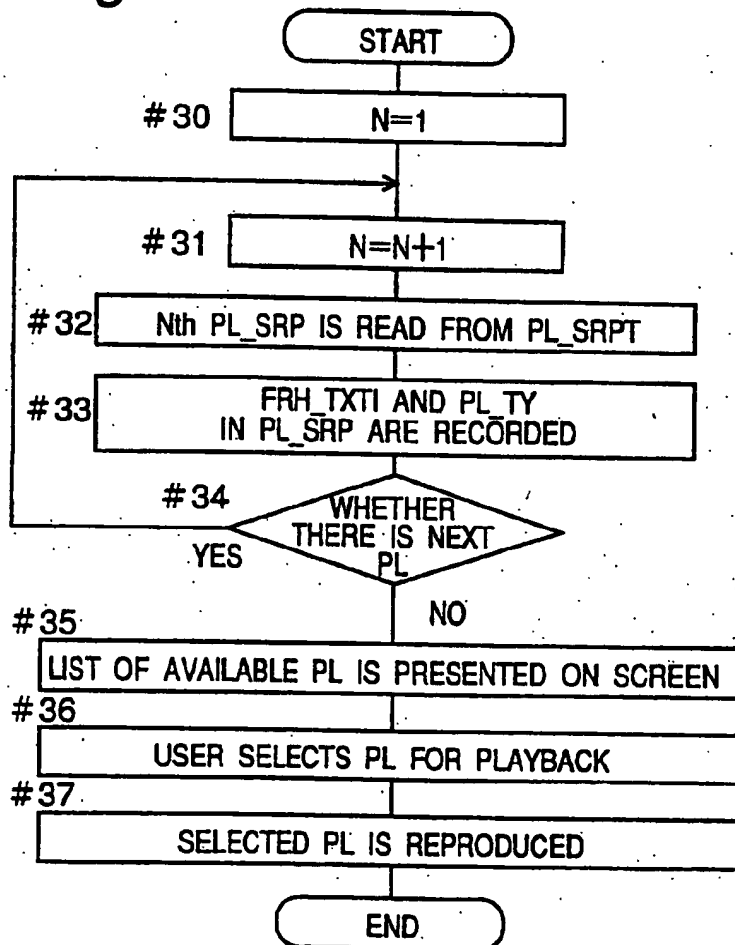 START
#30
N=1
#31
N=N+1
#32
Nth PL_SRP IS READ FROM PL_SRPT
#33
FRH_TXTI AND PL_TY
IN PL_SRP ARE RECORDED
#34
WHETHER
THERE IS NEXT
PL
YES
NO
#35
LIST OF AVAILABLE PL IS PRESENTED ON SCREEN
#36
USER SELECTS PL FOR PLAYBACK
#37
SELECTED PL IS REPRODUCED
END